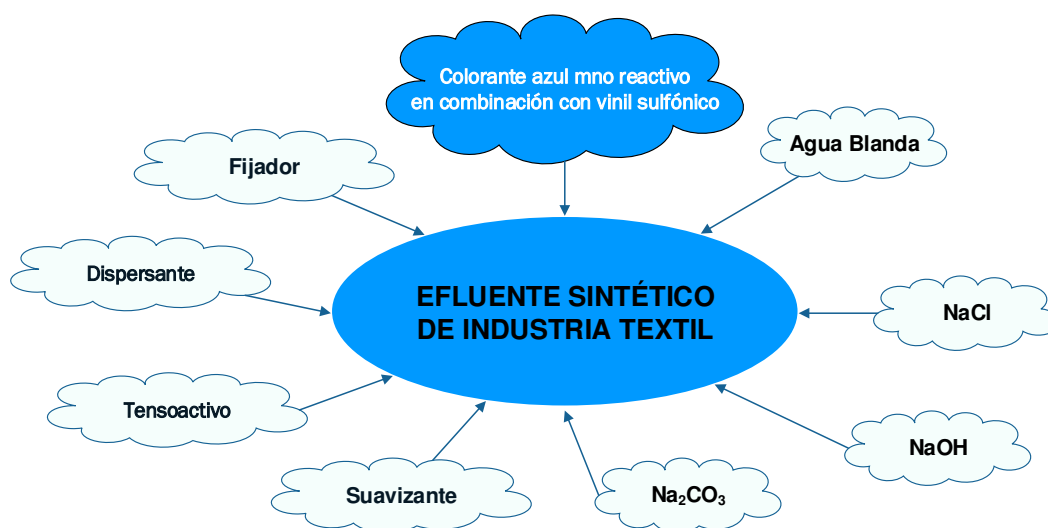 Colorante azul mno reactivo
en combinación con vinil sulfónico
Agua Blanda
Fijador
Dispersante
EFLUENTE SINTÉTICO
DE INDUSTRIA TEXTIL
NaCl
Tensoactivo
NaOH
Suavizante
Na₂CO₃